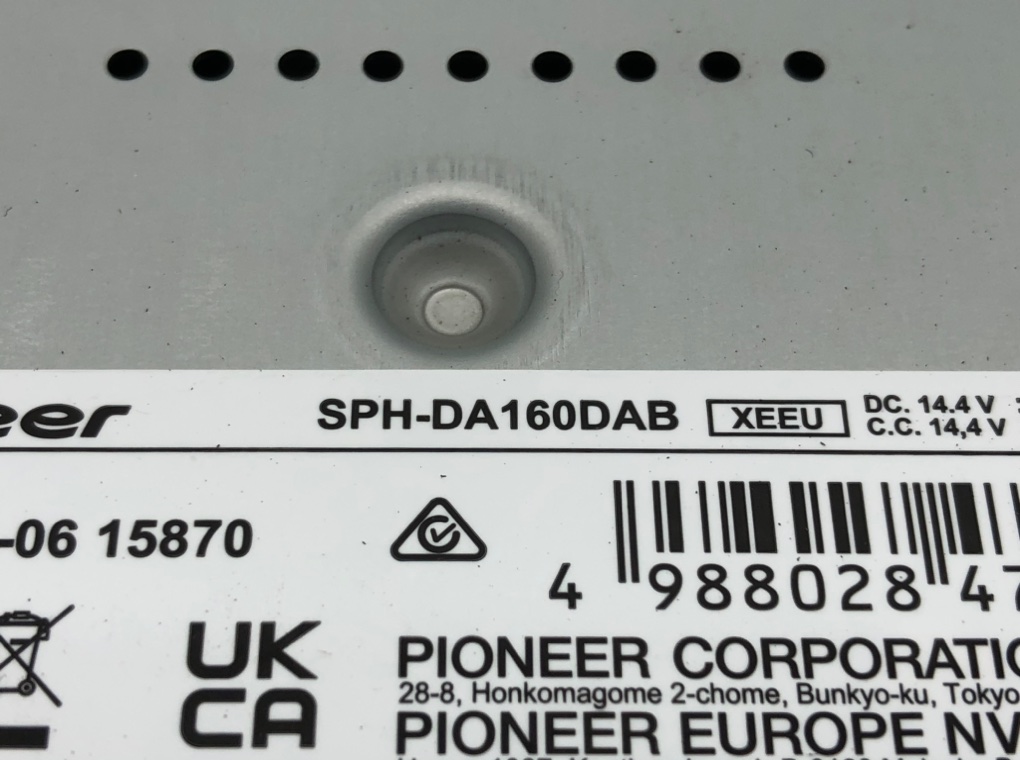 eer SPH-DA160DAB XEEU DC. 14.4 V
C.C. 14,4 V
-06 15870
4 988028 47
UK
CA
PIONEER CORPORATIO
28-8, Honkomagome 2-chome, Bunkyo-ku, Tokyo
PIONEER EUROPE NV